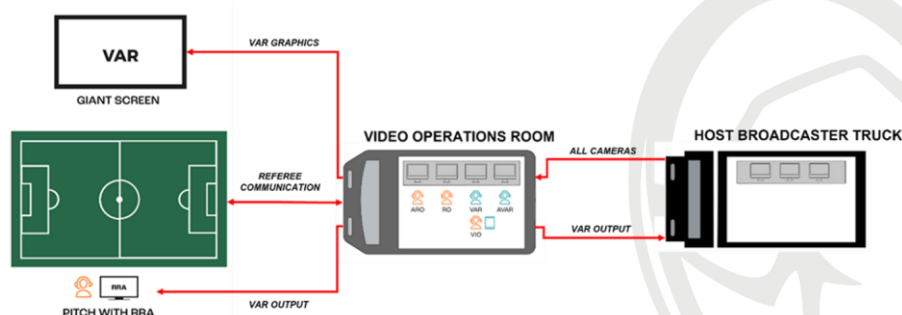 VAR
GIANT SCREEN
VAR GRAPHICS
VIDEO OPERATIONS ROOM
HOST BROADCASTER TRUCK
ALL CAMERAS
REFEREE
COMMUNICATION
ARO RO VAR AVAR
VIO
VAR OUTPUT
RRA
VAR OUTPUT
PITCH WITH RRA